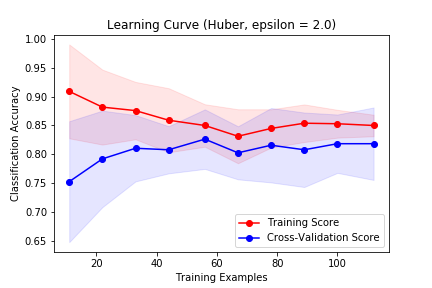 Learning Curve (Huber, epsilon = 2.0)
1.00
0.95
0.90
0.85
0.80
0.75
0.70
0.65
Classification Accuracy
20
40
60
80
100
Training Examples
Training Score
Cross-Validation Score